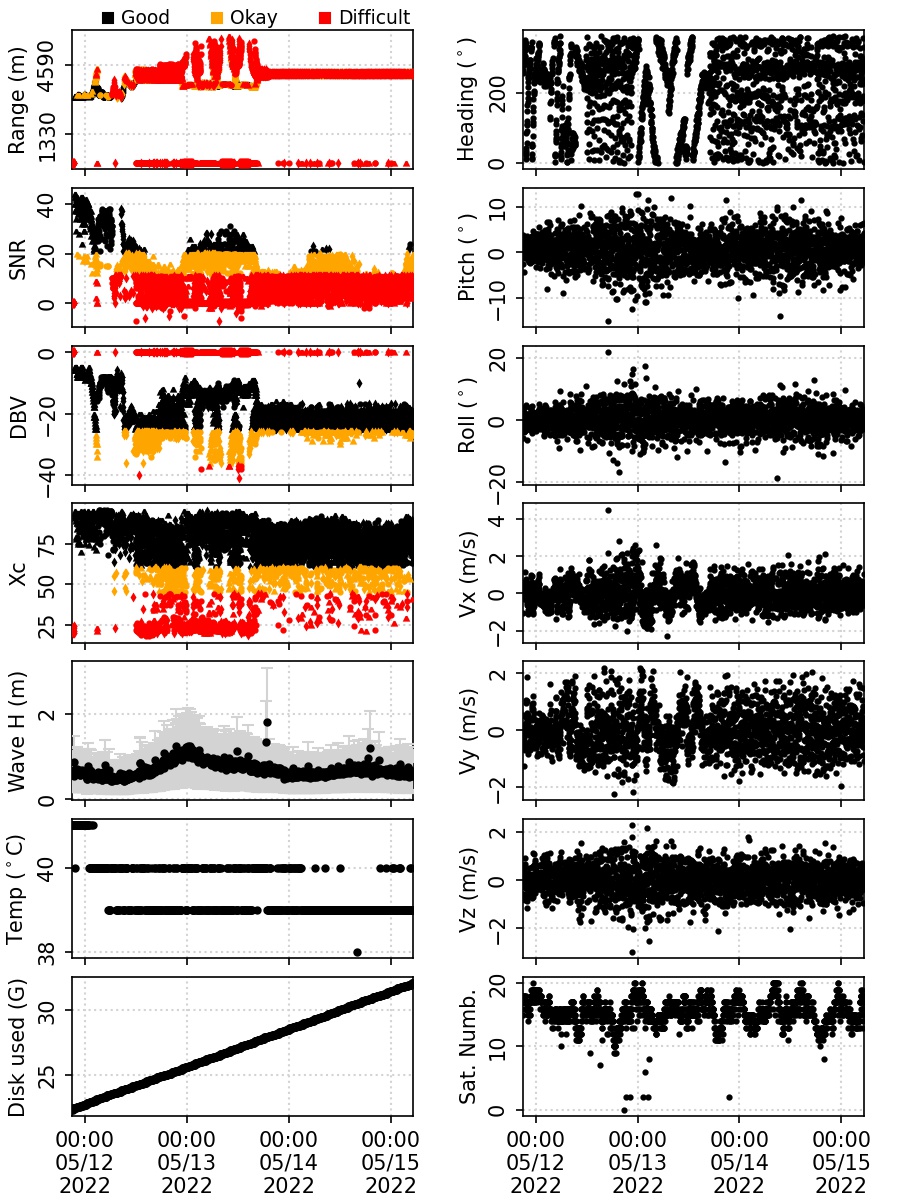 Good Okay Difficult
Range (m)
4590
1330
Heading (°)
200
0
SNR
40
20
0
Pitch (°)
10
0
−10
DBV
0
−20
−40
Roll (°)
20
0
−20
Xc
75
50
25
Vx (m/s)
4
2
0
−2
Wave H (m)
2
0
Vy (m/s)
2
0
−2
Temp (°C)
40
38
Vz (m/s)
2
0
−2
Disk used (G)
30
25
Sat. Numb.
20
10
0
00:00 00:00 00:00 00:00 00:00 00:00 00:00 00:00
05/12 05/13 05/14 05/15 05/12 05/13 05/14 05/15
2022 2022 2022 2022 2022 2022 2022 2022